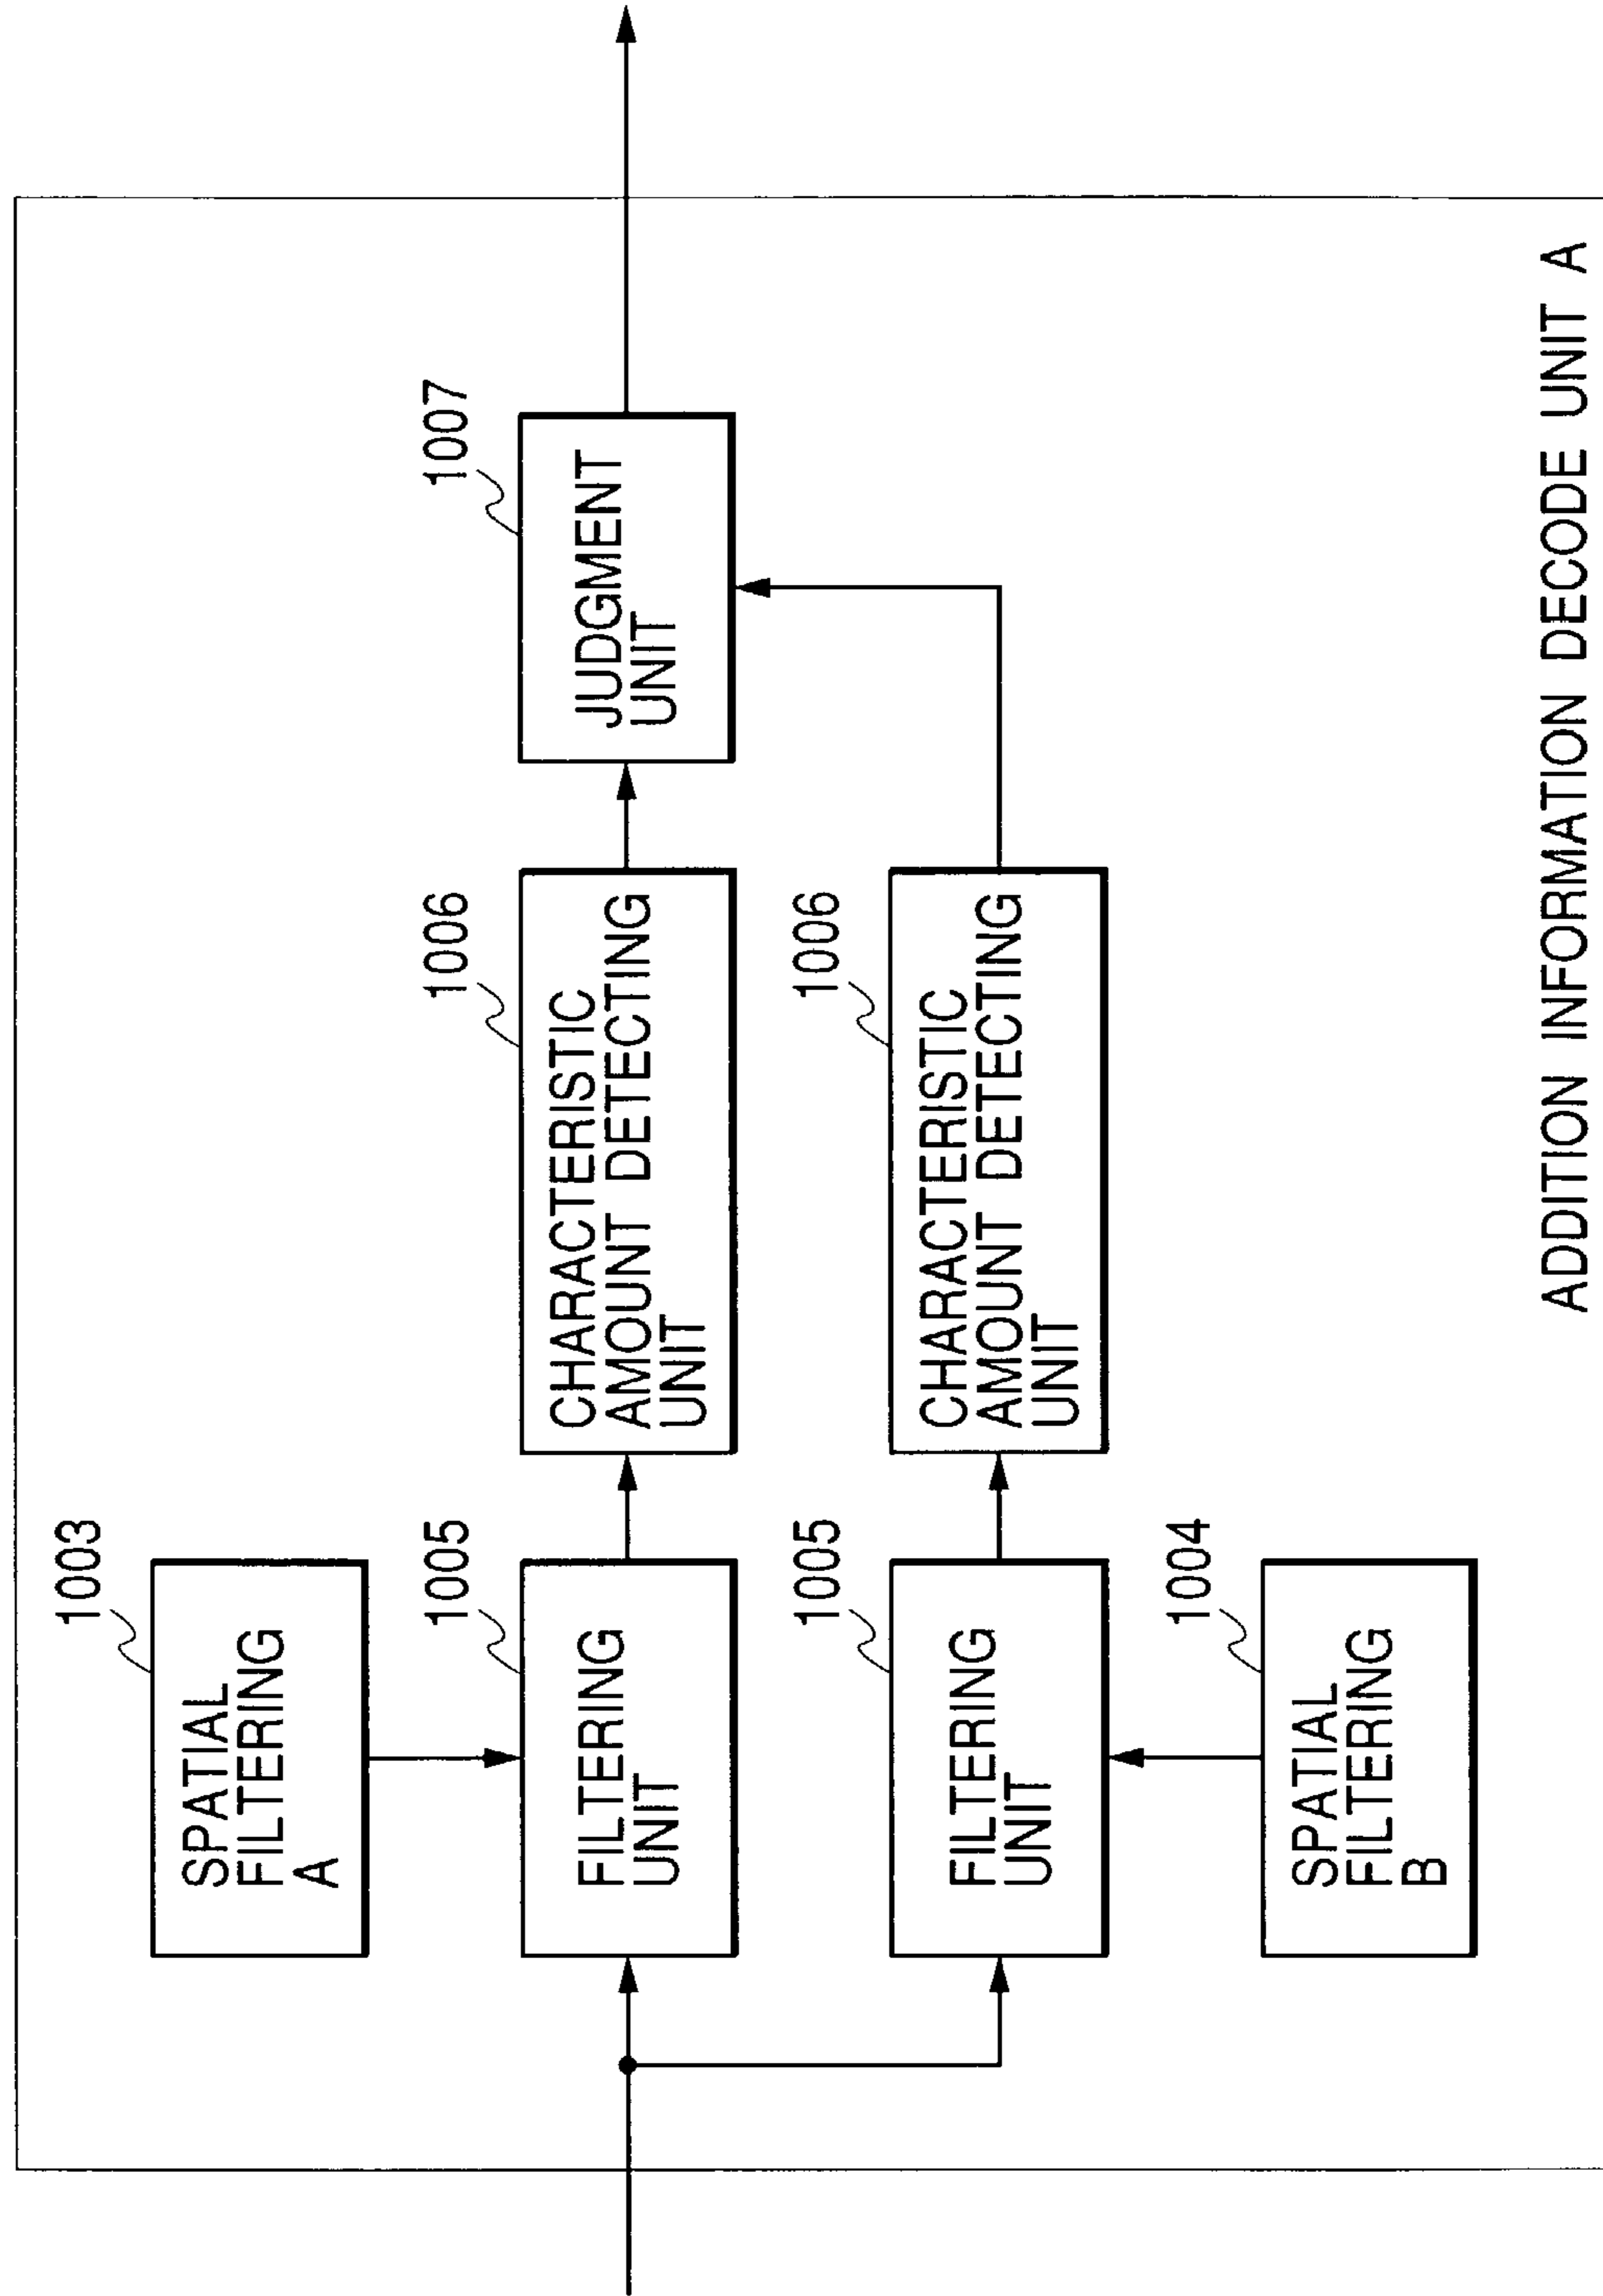 1003
SPATIAL
FILTERING
A
1005
FILTERING
UNIT
1006
CHARACTERISTIC
AMOUNT DETECTING
UNIT
1007
JUDGMENT
UNIT
1005
FILTERING
UNIT
1006
CHARACTERISTIC
AMOUNT DETECTING
UNIT
1004
SPATIAL
FILTERING
B
ADDITION INFORMATION DECODE UNIT A